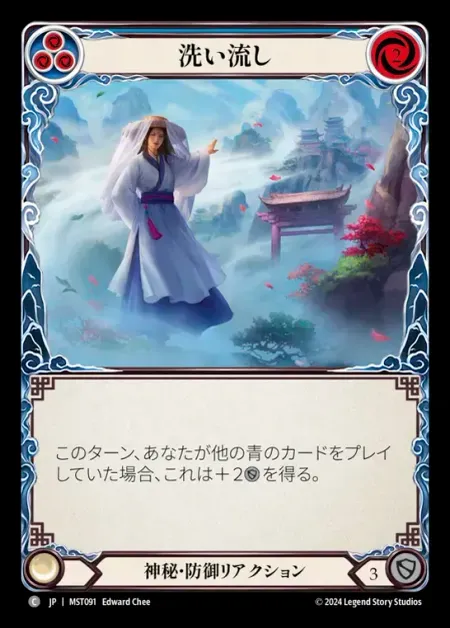 洗い流し
2
このターン、あなたが他の青のカードをプレイ
していた場合、これは＋2を得る。
神秘・防御リアクション
3
C JP | MST091 Edward Chee
© 2024 Legend Story Studios